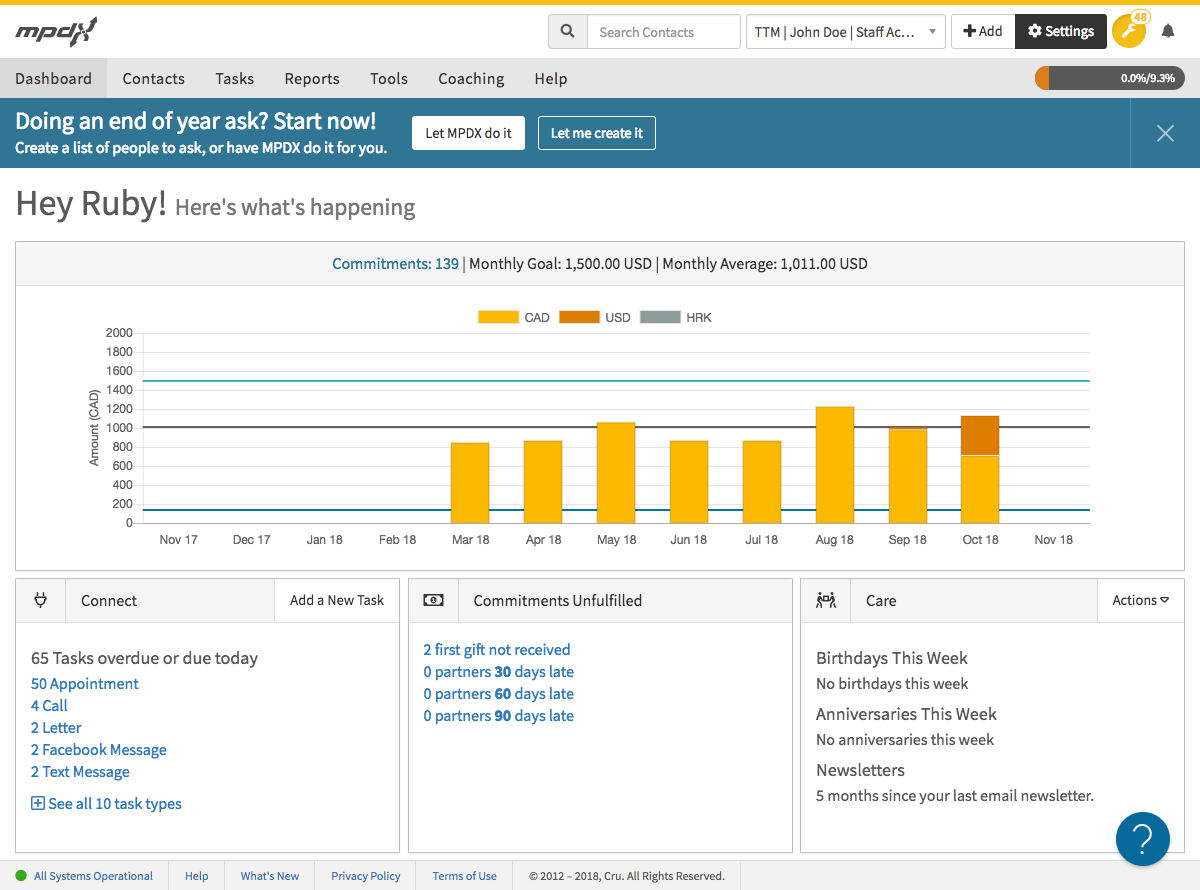 mpdx
Search Contacts
TTM | John Doe | Staff Ac...
Add
Settings
48
Dashboard
Contacts
Tasks
Reports
Tools
Coaching
Help
0.0%/9.3%
Doing an end of year ask? Start now!
Create a list of people to ask, or have MPDX do it for you.
Let MPDX do it
Let me create it
Hey Ruby! Here's what's happening
Commitments: 139 | Monthly Goal: 1,500.00 USD | Monthly Average: 1,011.00 USD
CAD
USD
HRK
Amount (CAD)
2000
1800
1600
1400
1200
1000
800
600
400
200
0
Nov 17
Dec 17
Jan 18
Feb 18
Mar 18
Apr 18
May 18
Jun 18
Jul 18
Aug 18
Sep 18
Oct 18
Nov 18
Connect
Add a New Task
65 Tasks overdue or due today
50 Appointment
4 Call
2 Letter
2 Facebook Message
2 Text Message
See all 10 task types
Commitments Unfulfilled
2 first gift not received
0 partners 30 days late
0 partners 60 days late
0 partners 90 days late
Care
Actions
Birthdays This Week
No birthdays this week
Anniversaries This Week
No anniversaries this week
Newsletters
5 months since your last email newsletter.
?
All Systems Operational
Help
What's New
Privacy Policy
Terms of Use
© 2012 – 2018, Cru. All Rights Reserved.